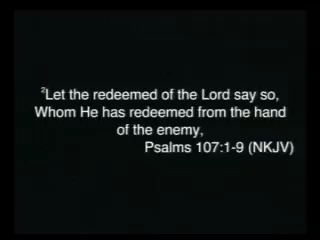 ²Let the redeemed of the Lord say so,
Whom He has redeemed from the hand
of the enemy,
Psalms 107:1-9 (NKJV)